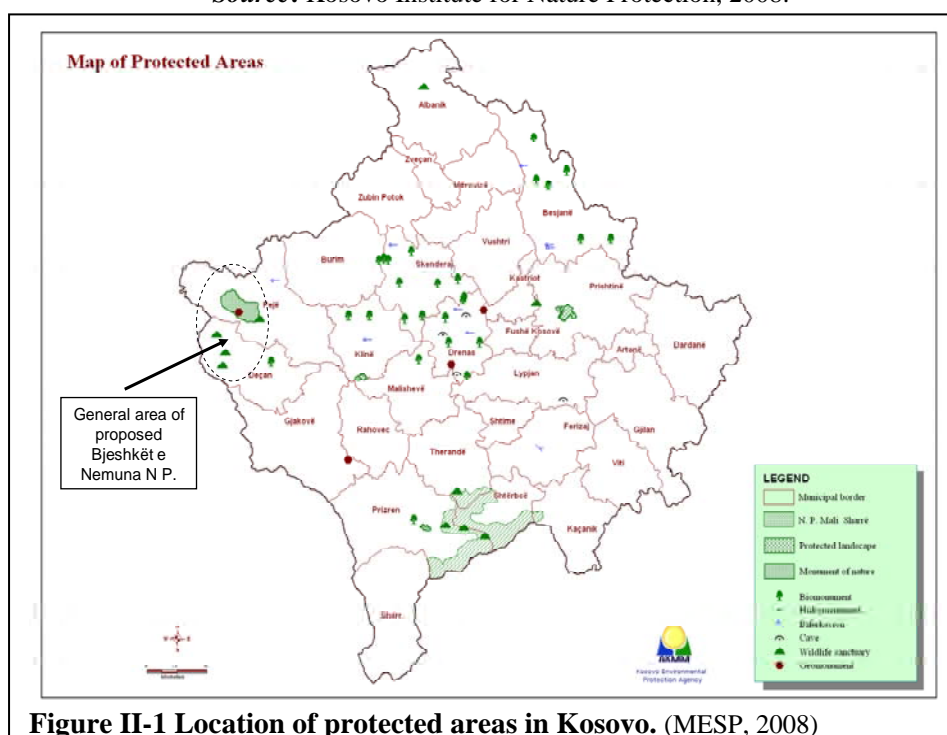 Source: Kosovo Institute for Nature Protection, 2008.
Map of Protected Areas
Albanik
Zveçan
Zubin Potok
Besjanë
Vushtri
Burim
Skenderaj
Kastriot
Prishtinë
Pejë
Fushë Kosovë
Dardanë
Klinë
Drenas
Artanë
Deçan
Lypjan
Malishevë
Gjakovë
Rahovec
Shtime
Ferizaj
Gjilan
Therandë
Viti
Prizren
Shtërbcë
Kaçanik
Sharr
General area of
proposed
Bjeshkët e
Nemuna N P.
LEGEND
Municipal border
N. P. Mali Sharrë
Protected landscape
Monument of nature
Biomonument
Cave
Wildlife sanctuary
Geomonument
Kosovo Environmental
Protection Agency
Figure II-1 Location of protected areas in Kosovo. (MESP, 2008)